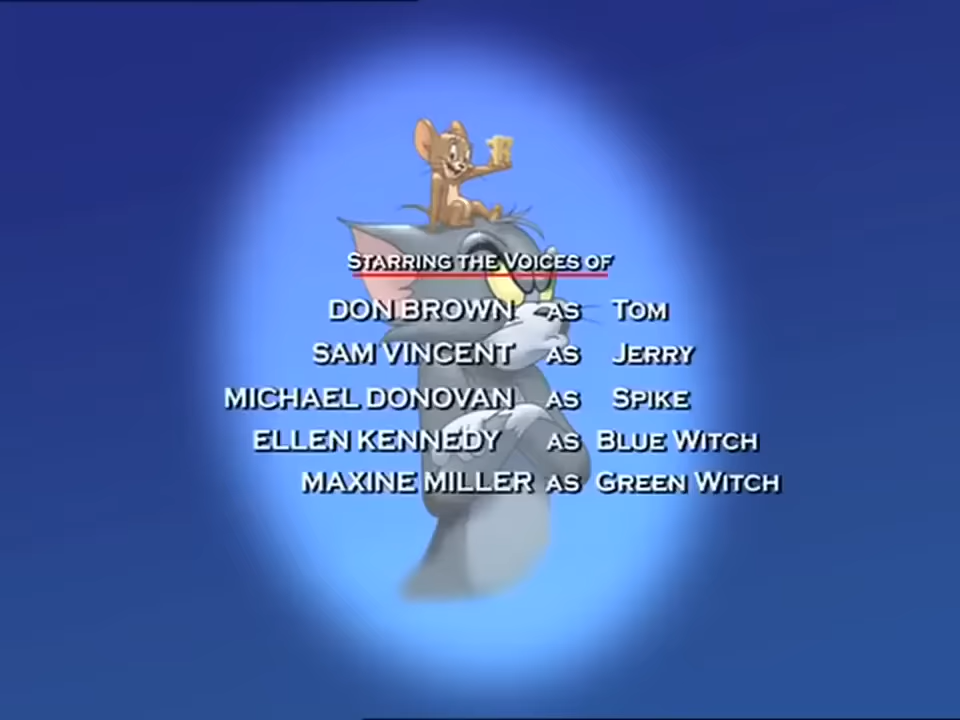 STARRING THE VOICES OF
DON BROWN AS TOM
SAM VINCENT AS JERRY
MICHAEL DONOVAN AS SPIKE
ELLEN KENNEDY AS BLUE WITCH
MAXINE MILLER AS GREEN WITCH